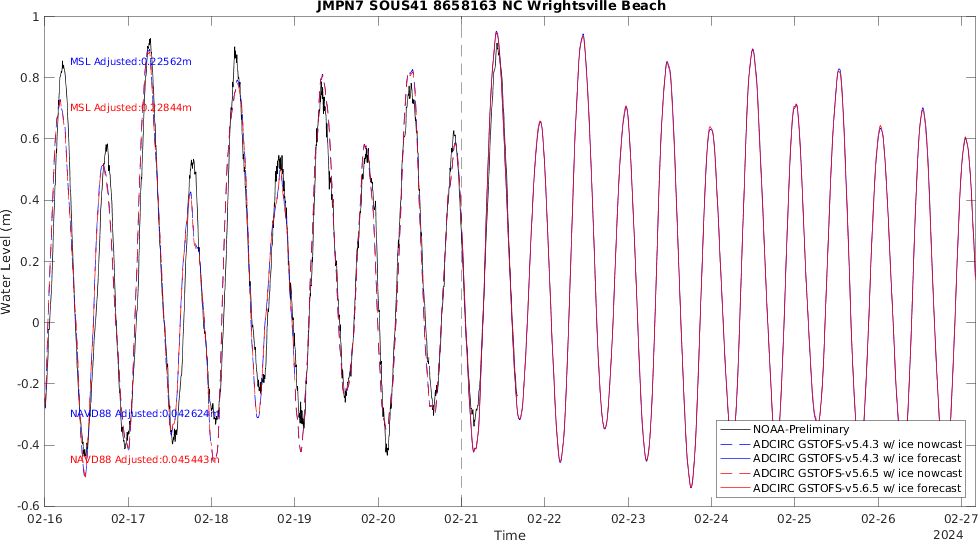 JMPN7 SOUS41 8658163 NC Wrightsville Beach
1
0.8
0.6
0.4
0.2
0
-0.2
-0.4
-0.6
Water Level (m)
MSL Adjusted:0.22562m
MSL Adjusted:0.22844m
NAVD88 Adjusted:0.042624m
NAVD88 Adjusted:0.045443m
NOAA-Preliminary
ADCIRC GSTOFS-v5.4.3 w/ ice nowcast
ADCIRC GSTOFS-v5.4.3 w/ ice forecast
ADCIRC GSTOFS-v5.6.5 w/ ice nowcast
ADCIRC GSTOFS-v5.6.5 w/ ice forecast
02-16 02-17 02-18 02-19 02-20 02-21 02-22 02-23 02-24 02-25 02-26 02-27
Time
2024